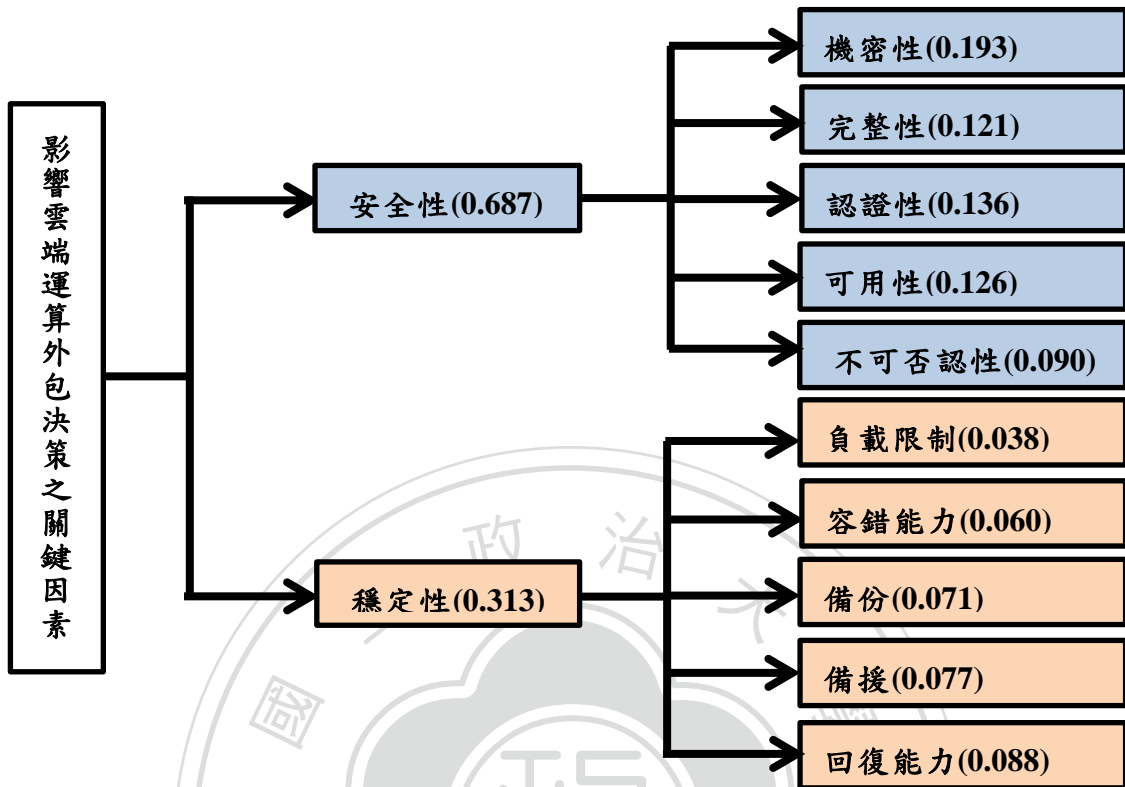 影響雲端運算外包決策之關鍵因素
安全性(0.687)
機密性(0.193)
完整性(0.121)
認證性(0.136)
可用性(0.126)
不可否認性(0.090)
穩定性(0.313)
負載限制(0.038)
容錯能力(0.060)
備份(0.071)
備援(0.077)
回復能力(0.088)
國
政治大